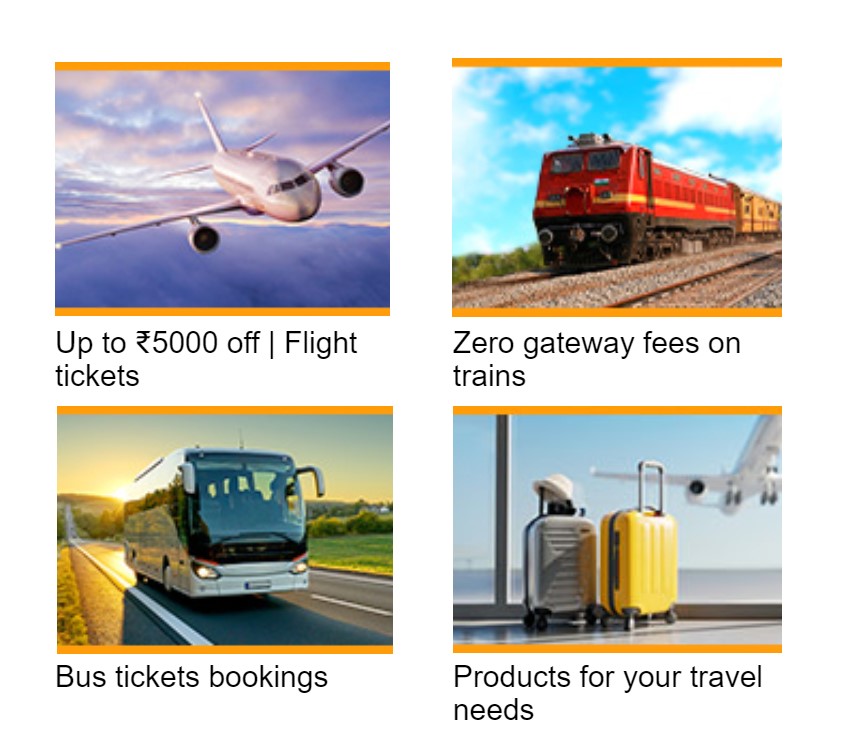 Up to ₹5000 off | Flight
tickets
Zero gateway fees on
trains
Bus tickets bookings
Products for your travel
needs